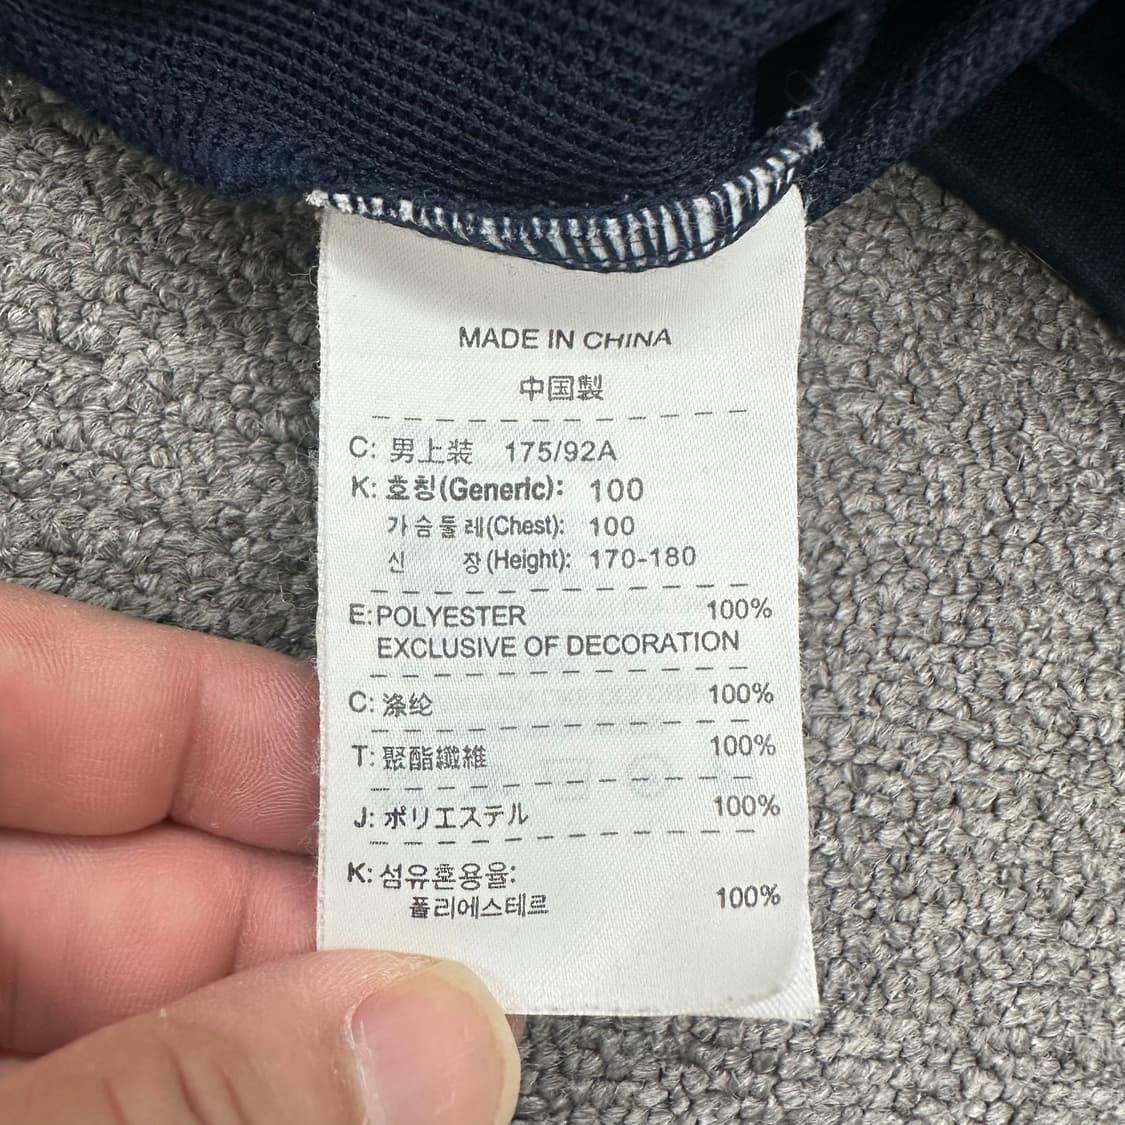 MADE IN CHINA
中国製
C: 男上装 175/92A
K: 호칭(Generic): 100
가슴둘레(Chest): 100
신 장(Height): 170-180
E: POLYESTER 100%
EXCLUSIVE OF DECORATION
C: 涤纶 100%
T: 聚酯纖維 100%
J: ポリエステル 100%
K: 섬유혼용율:
폴리에스테르 100%